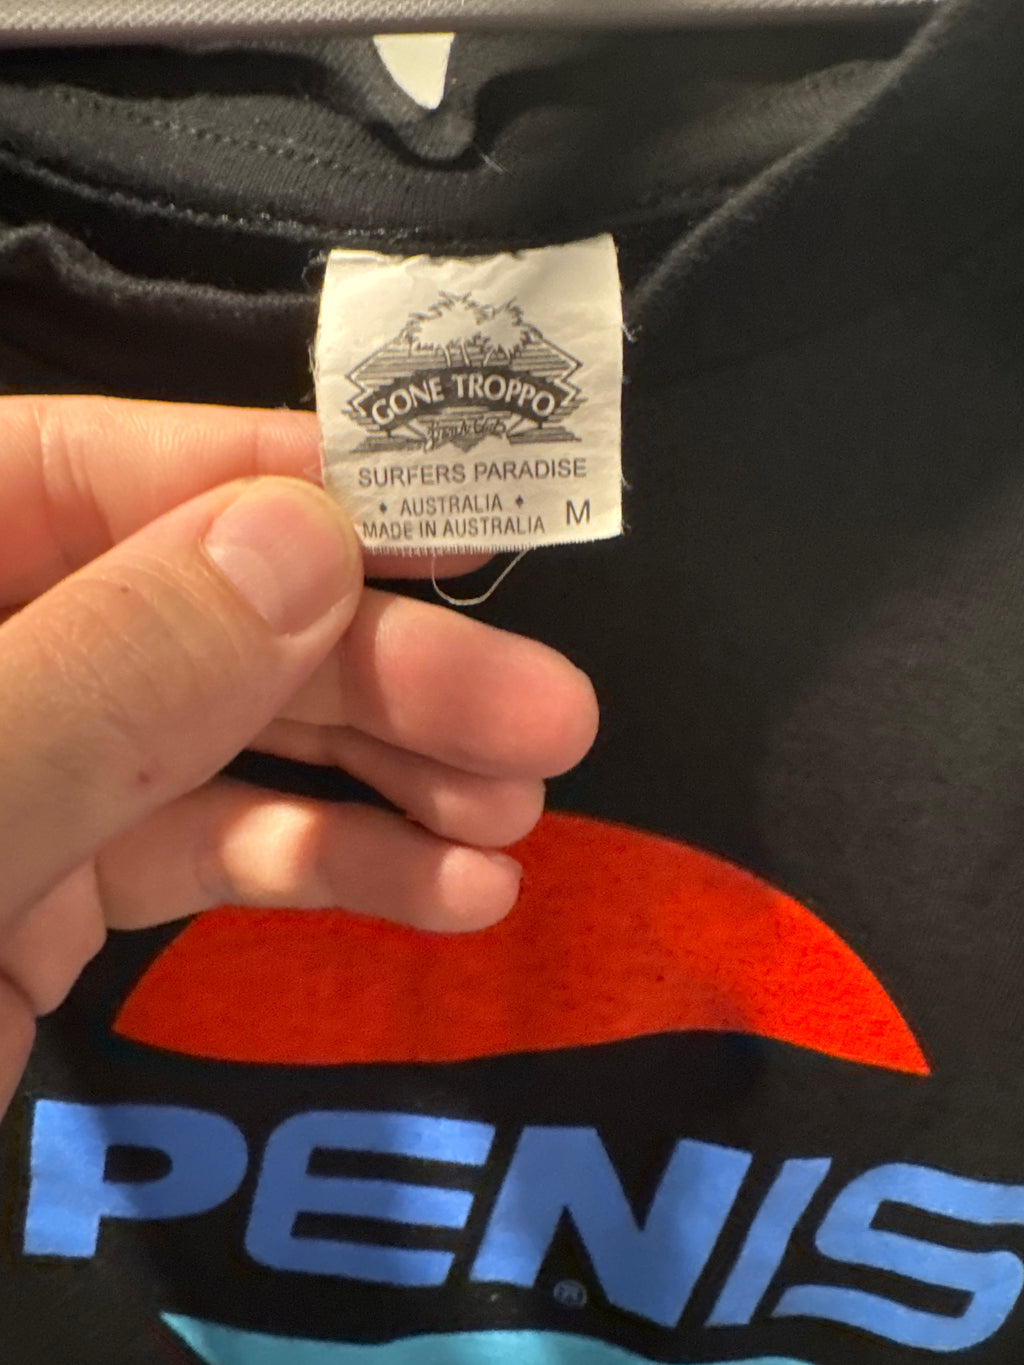 GONE TROPPO
SURFERS PARADISE
♦ AUSTRALIA ♦
MADE IN AUSTRALIA M
PENIS
®